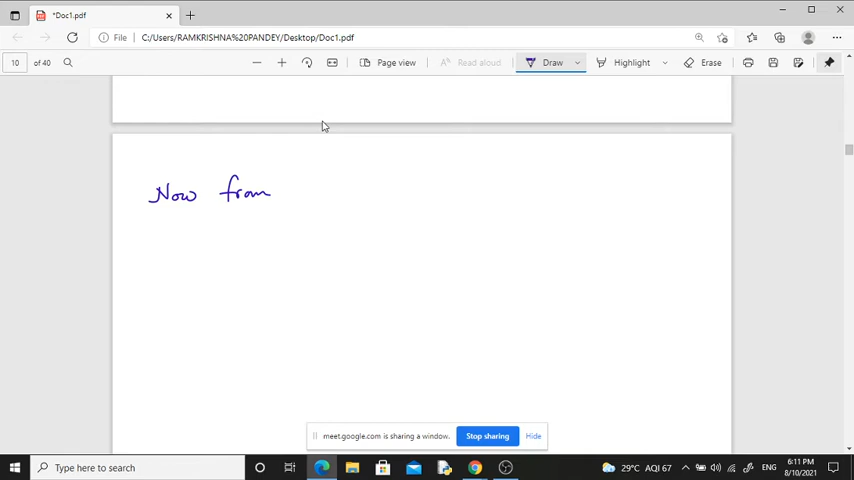 *Doc1.pdf
File C:/Users/RAMKRISHNA%20PANDEY/Desktop/Doc1.pdf
10 of 40 Page view Read aloud Draw Highlight Erase
Now from
meet.google.com is sharing a window. Stop sharing Hide
Type here to search 29°C AQI 67 ENG 6:11 PM
8/10/2021